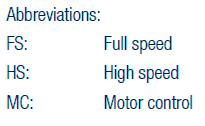 Abbreviations:
FS: Full speed
HS: High speed
MC: Motor control